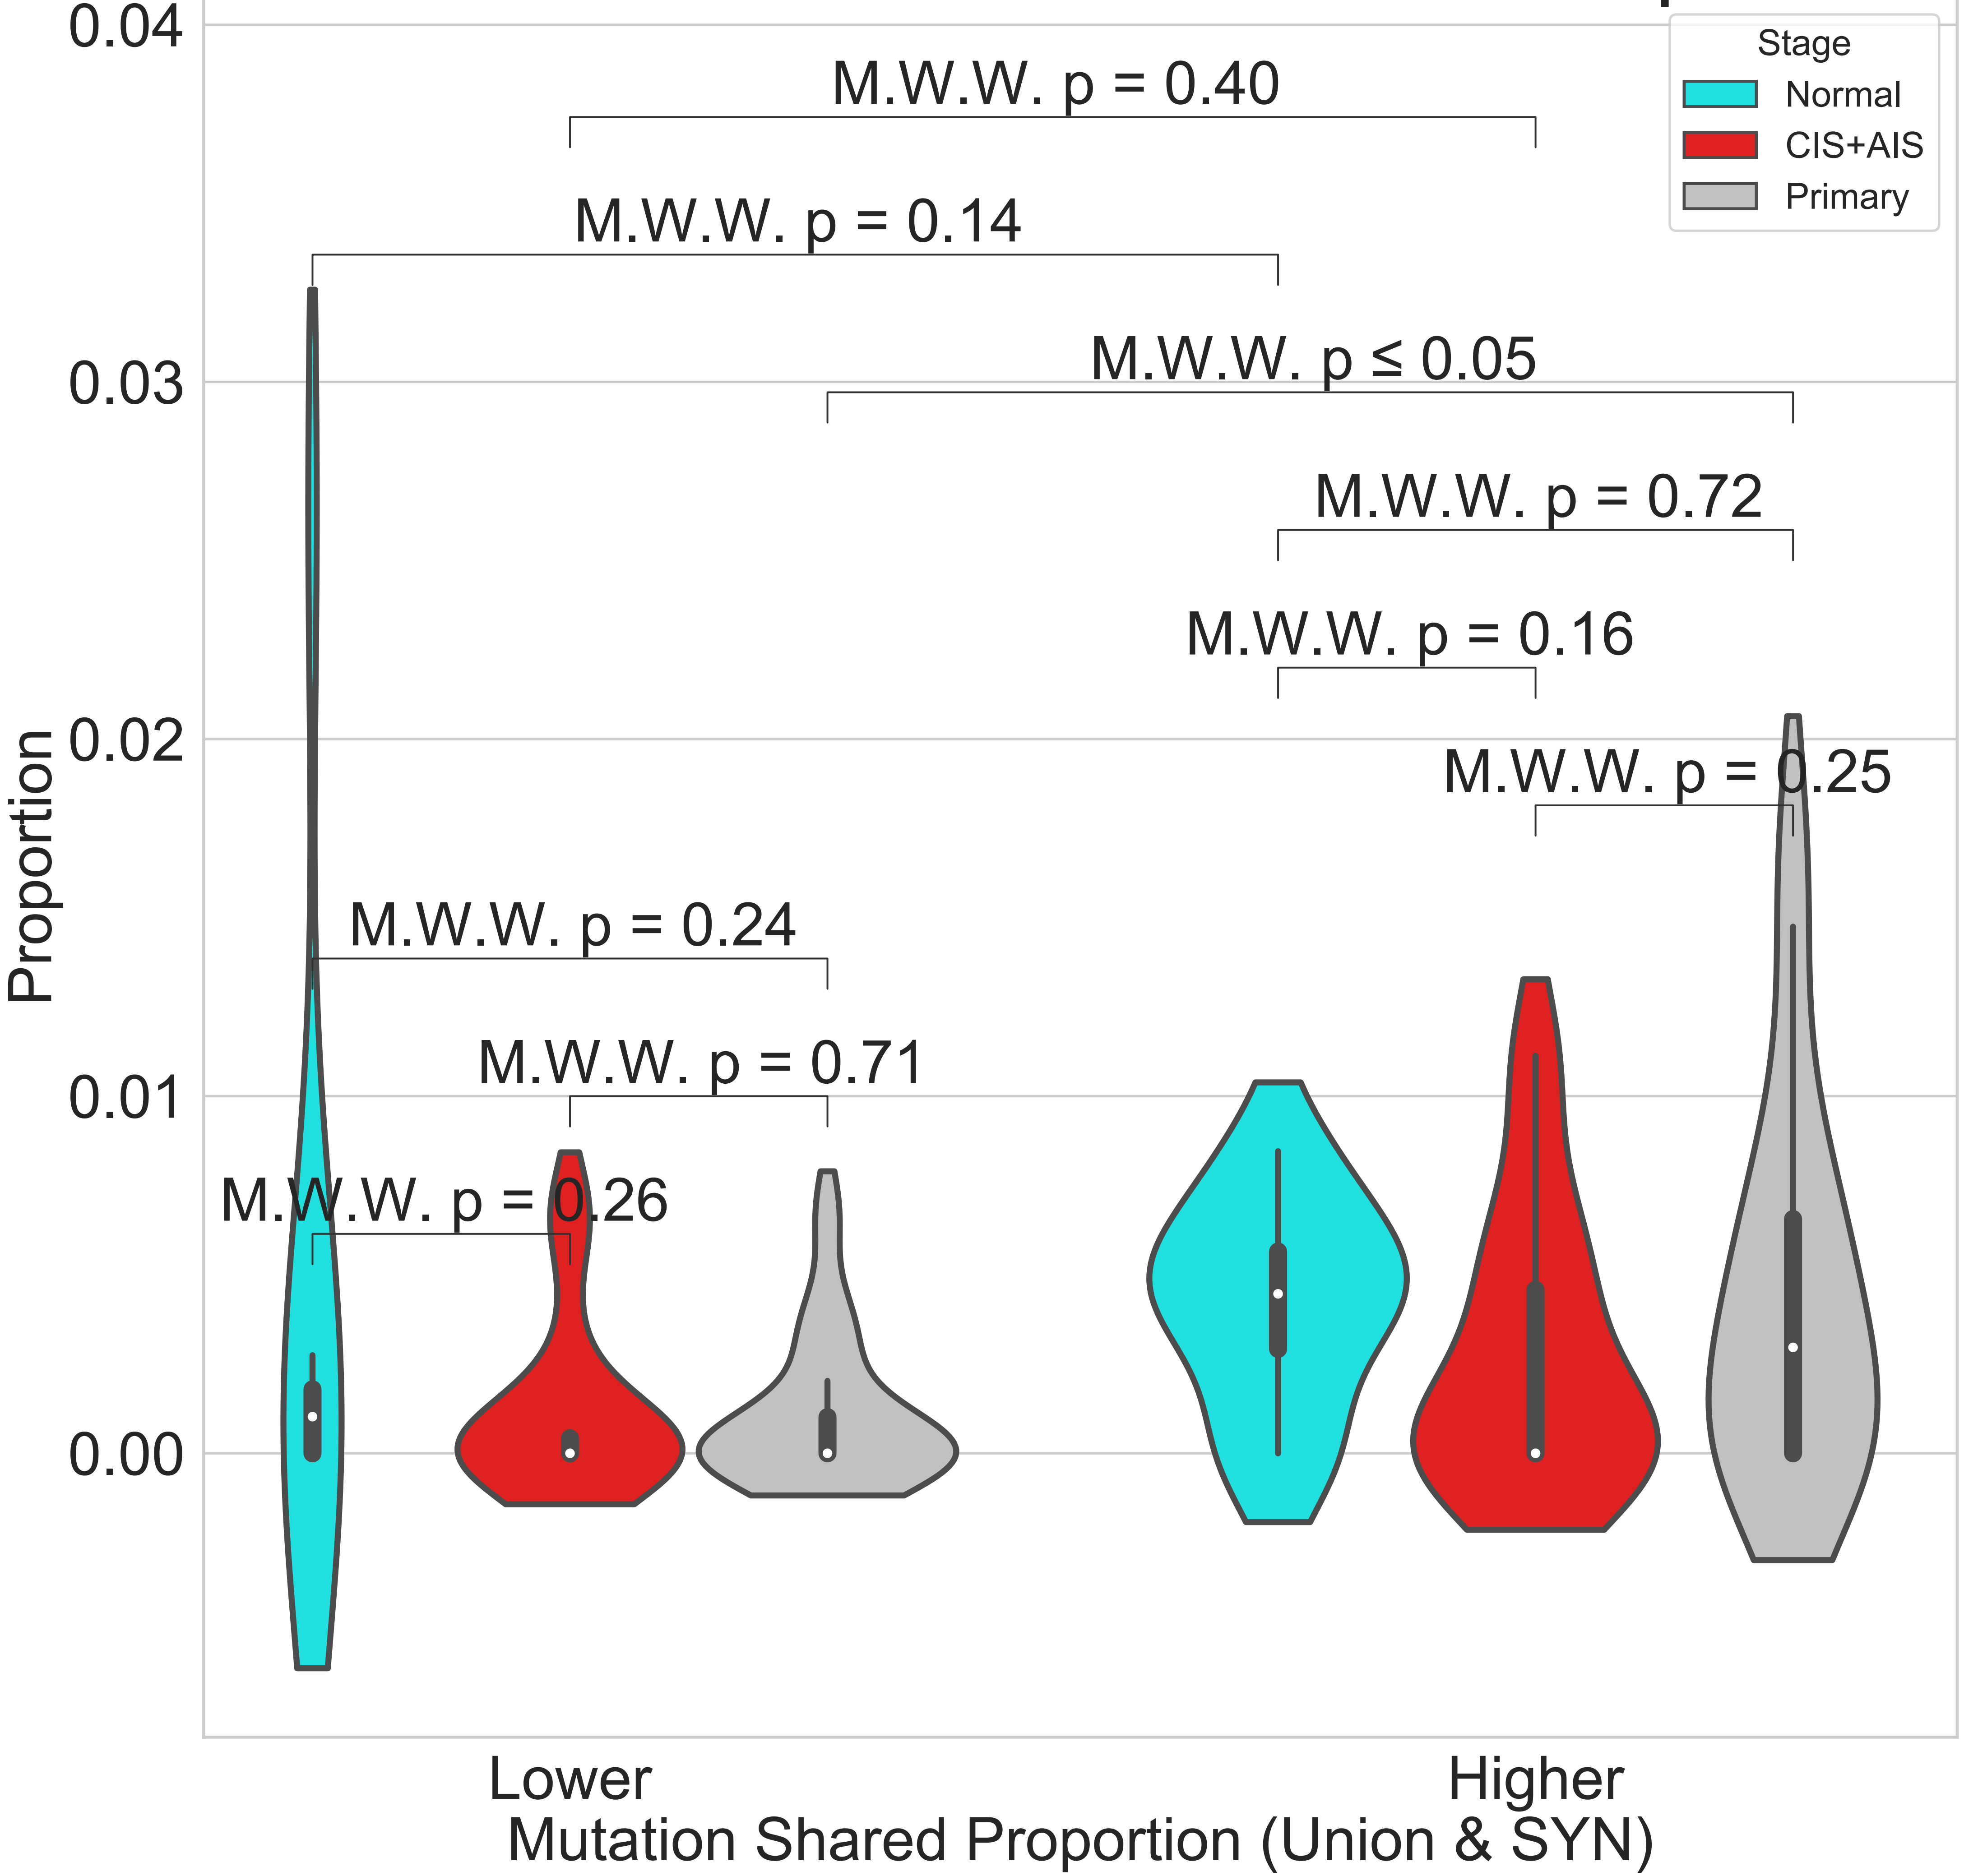 0.04
Stage
Normal
CIS+AIS
Primary
M.W.W. p = 0.40
M.W.W. p = 0.14
M.W.W. p ≤ 0.05
0.03
M.W.W. p = 0.72
M.W.W. p = 0.16
0.02
M.W.W. p = 0.25
Proportion
M.W.W. p = 0.24
M.W.W. p = 0.71
0.01
M.W.W. p = 0.26
0.00
Lower
Higher
Mutation Shared Proportion (Union & SYN)